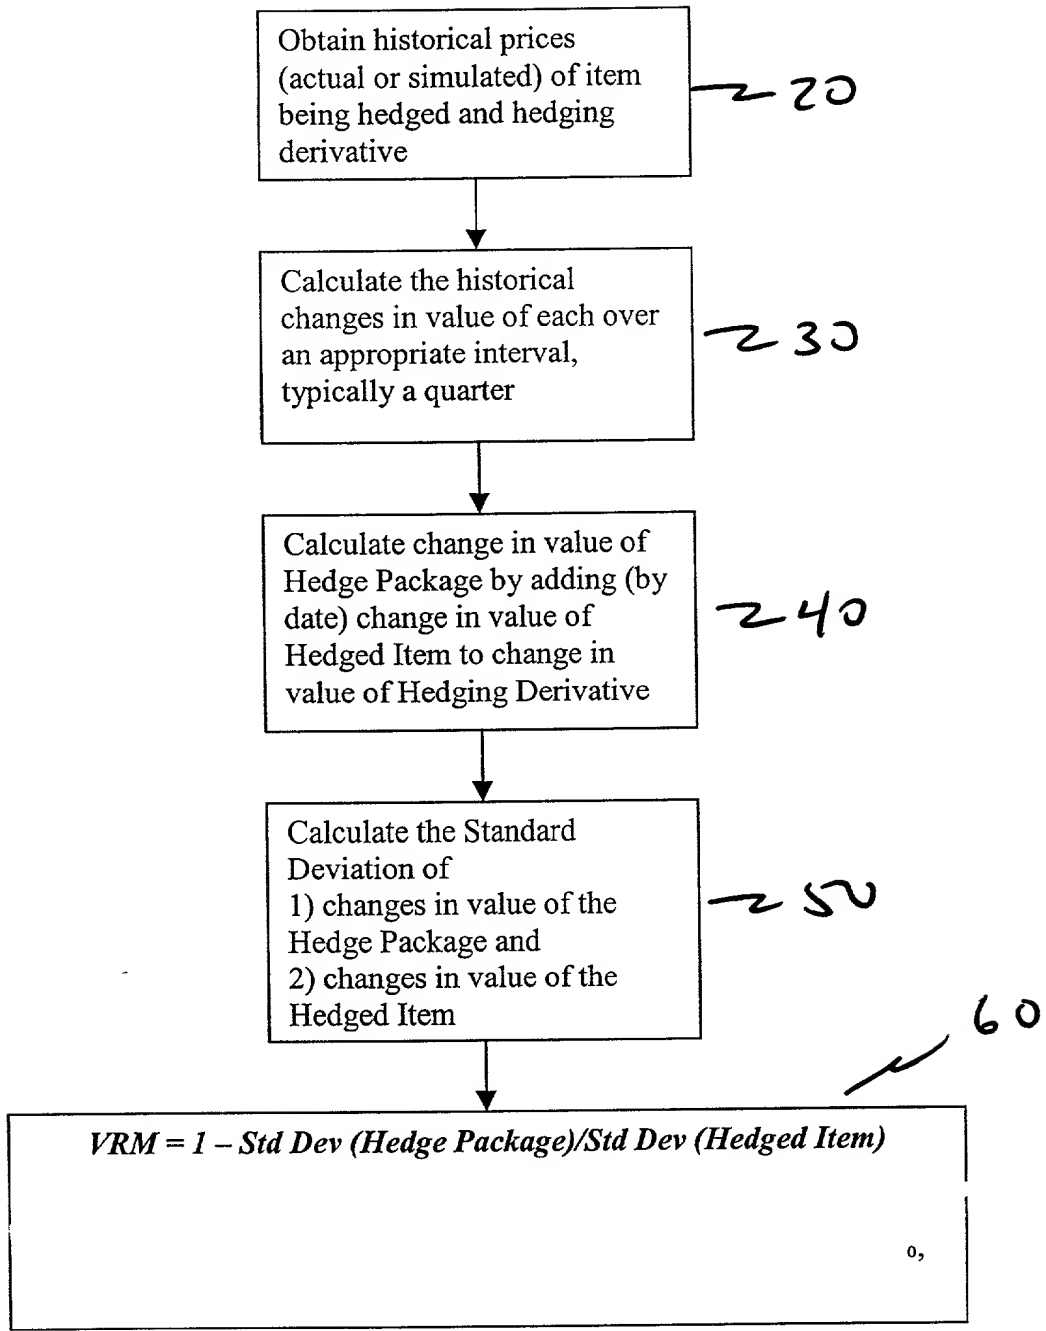 Obtain historical prices
(actual or simulated) of item
being hedged and hedging
derivative
20
Calculate the historical
changes in value of each over
an appropriate interval,
typically a quarter
30
Calculate change in value of
Hedge Package by adding (by
date) change in value of
Hedged Item to change in
value of Hedging Derivative
40
Calculate the Standard
Deviation of
1) changes in value of the
Hedge Package and
2) changes in value of the
Hedged Item
50
60
VRM = 1 – Std Dev (Hedge Package)/Std Dev (Hedged Item)
o,